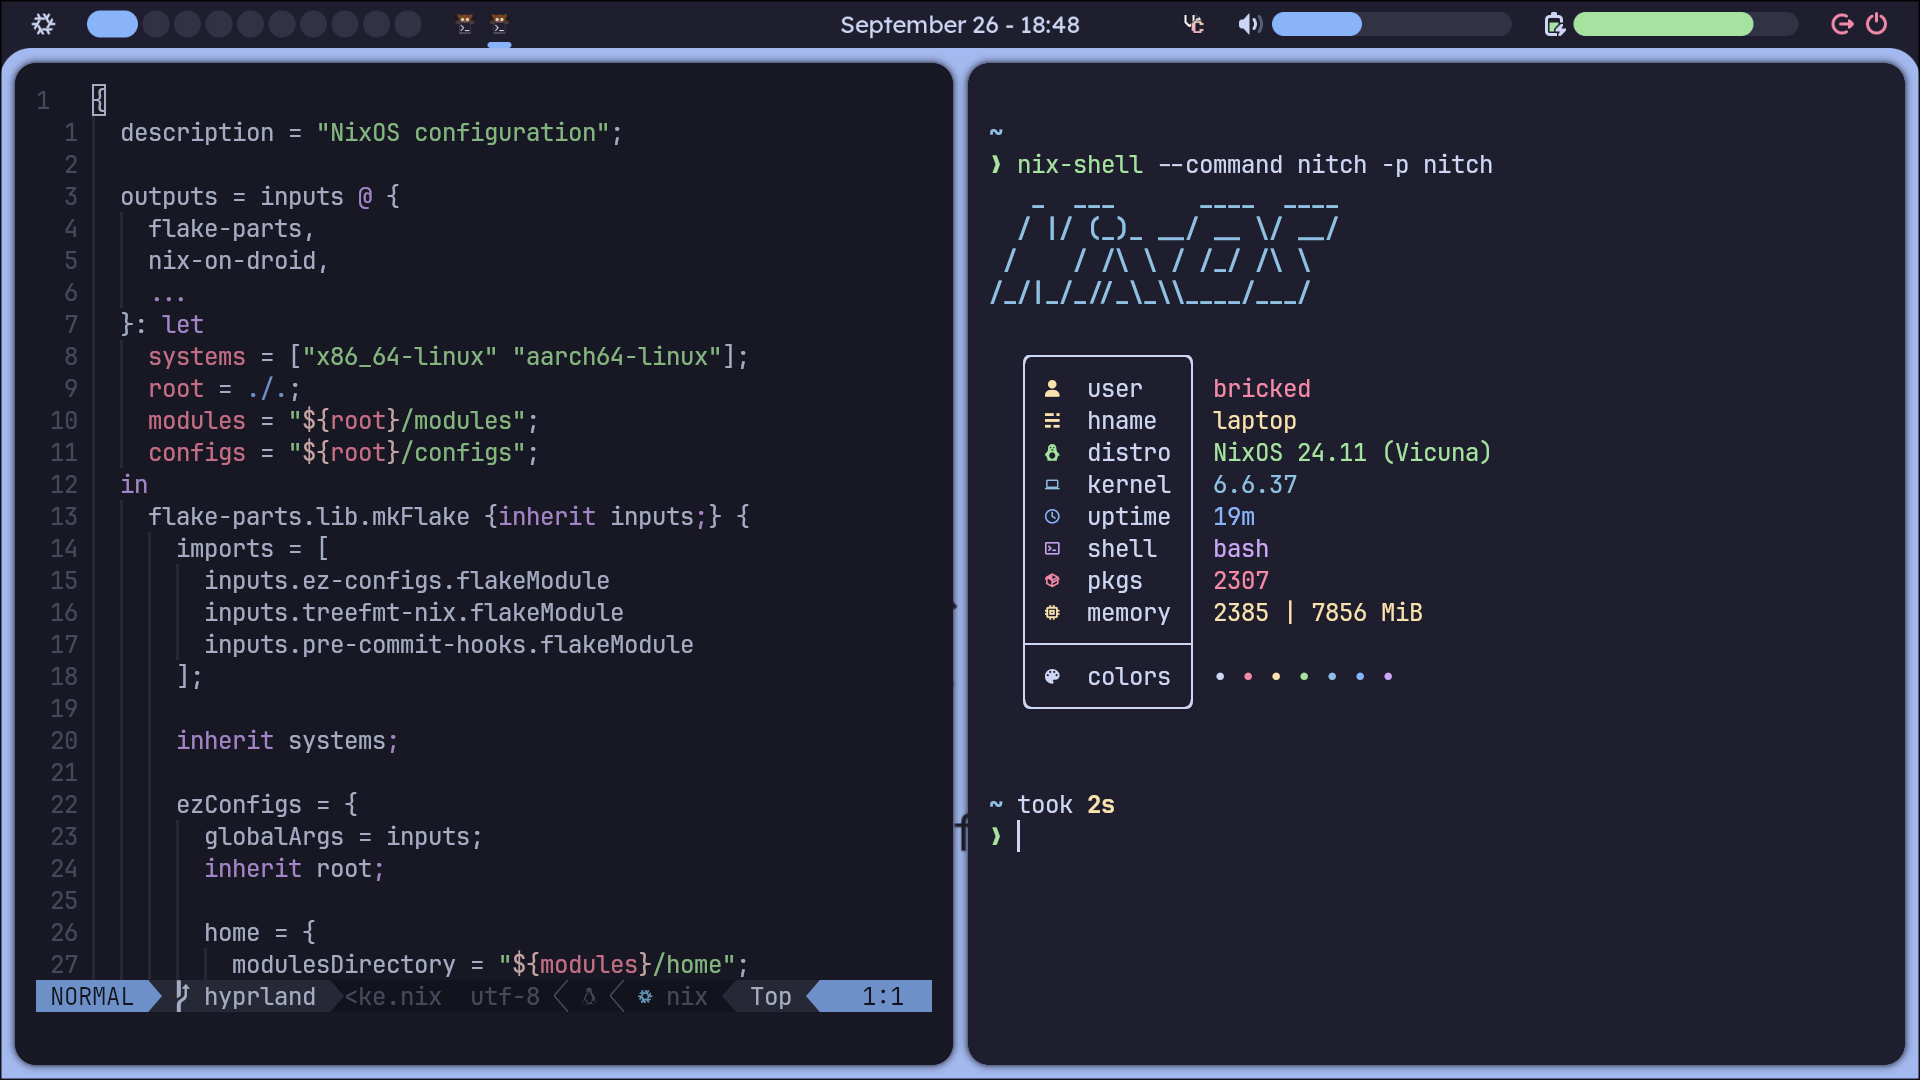 September 26 - 18:48
1 {
1 description = "NixOS configuration";
2
3 outputs = inputs @ {
4 flake-parts,
5 nix-on-droid,
6 ...
7 }: let
8 systems = ["x86_64-linux" "aarch64-linux"];
9 root = ./.;
10 modules = "${root}/modules";
11 configs = "${root}/configs";
12 in
13 flake-parts.lib.mkFlake {inherit inputs;} {
14 imports = [
15 inputs.ez-configs.flakeModule
16 inputs.treefmt-nix.flakeModule
17 inputs.pre-commit-hooks.flakeModule
18 ];
19
20 inherit systems;
21
22 ezConfigs = {
23 globalArgs = inputs;
24 inherit root;
25
26 home = {
27 modulesDirectory = "${modules}/home";
NORMAL hyprland <ke.nix utf-8 nix Top 1:1
~
❯ nix-shell --command nitch -p nitch
   _  ___      ____  ____
  / |/ (_)_ __/ __ \/ __/
 /    / /\ \ / /_/ /\ \
/_/|_/_//_\_\\____/___/
user bricked
hname laptop
distro NixOS 24.11 (Vicuna)
kernel 6.6.37
uptime 19m
shell bash
pkgs 2307
memory 2385 | 7856 MiB
colors • • • • • • •
~ took 2s
❯